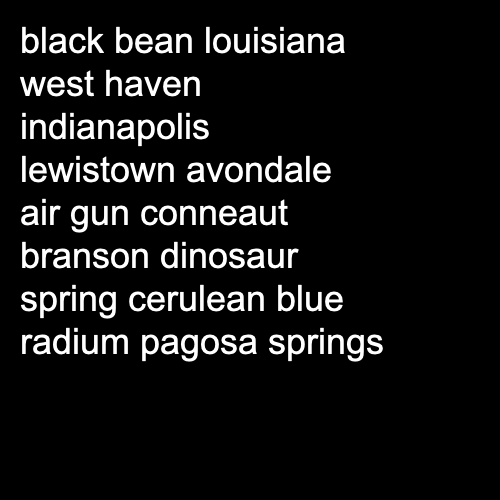 black bean louisiana
west haven
indianapolis
lewistown avondale
air gun conneaut
branson dinosaur
spring cerulean blue
radium pagosa springs